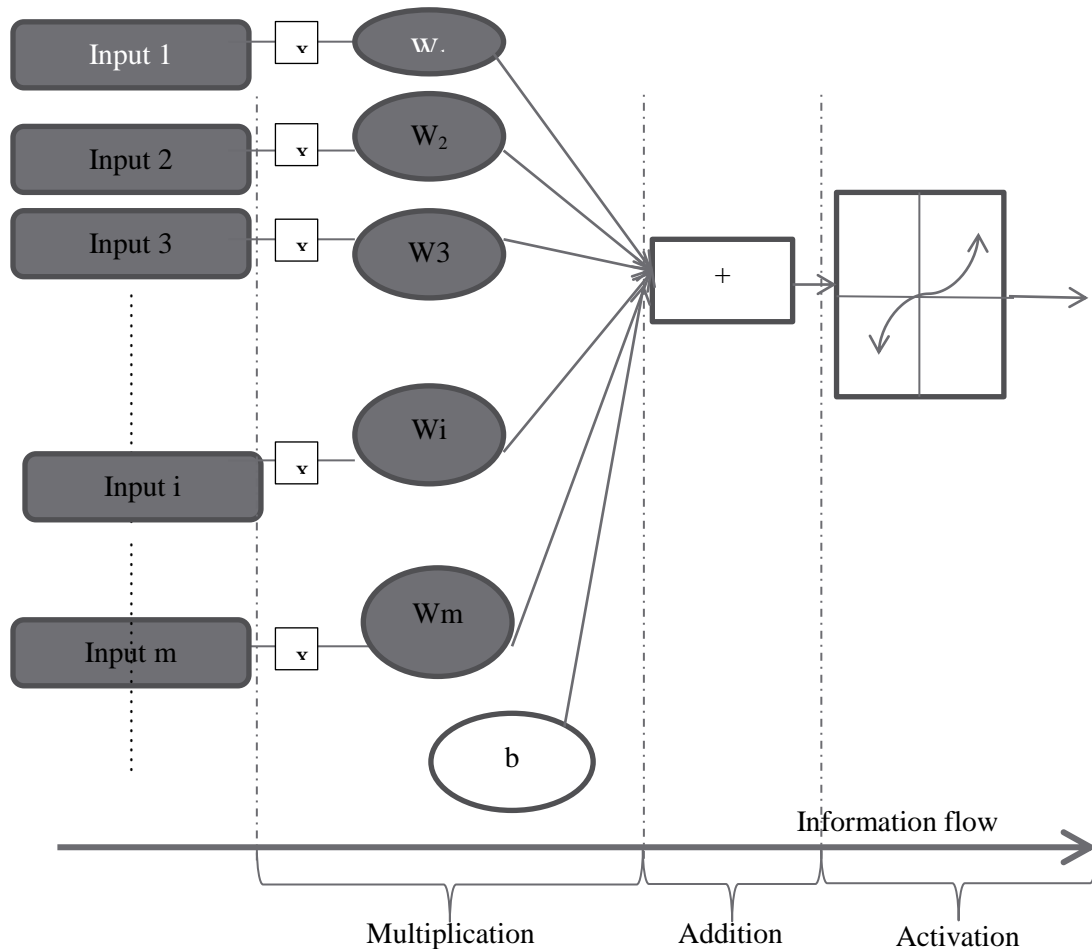 Input 1
x
Input 2
x
W₂
Input 3
x
W3
Input i
x
Wi
Input m
x
Wm
b
+
Information flow
Multiplication
Addition
Activation